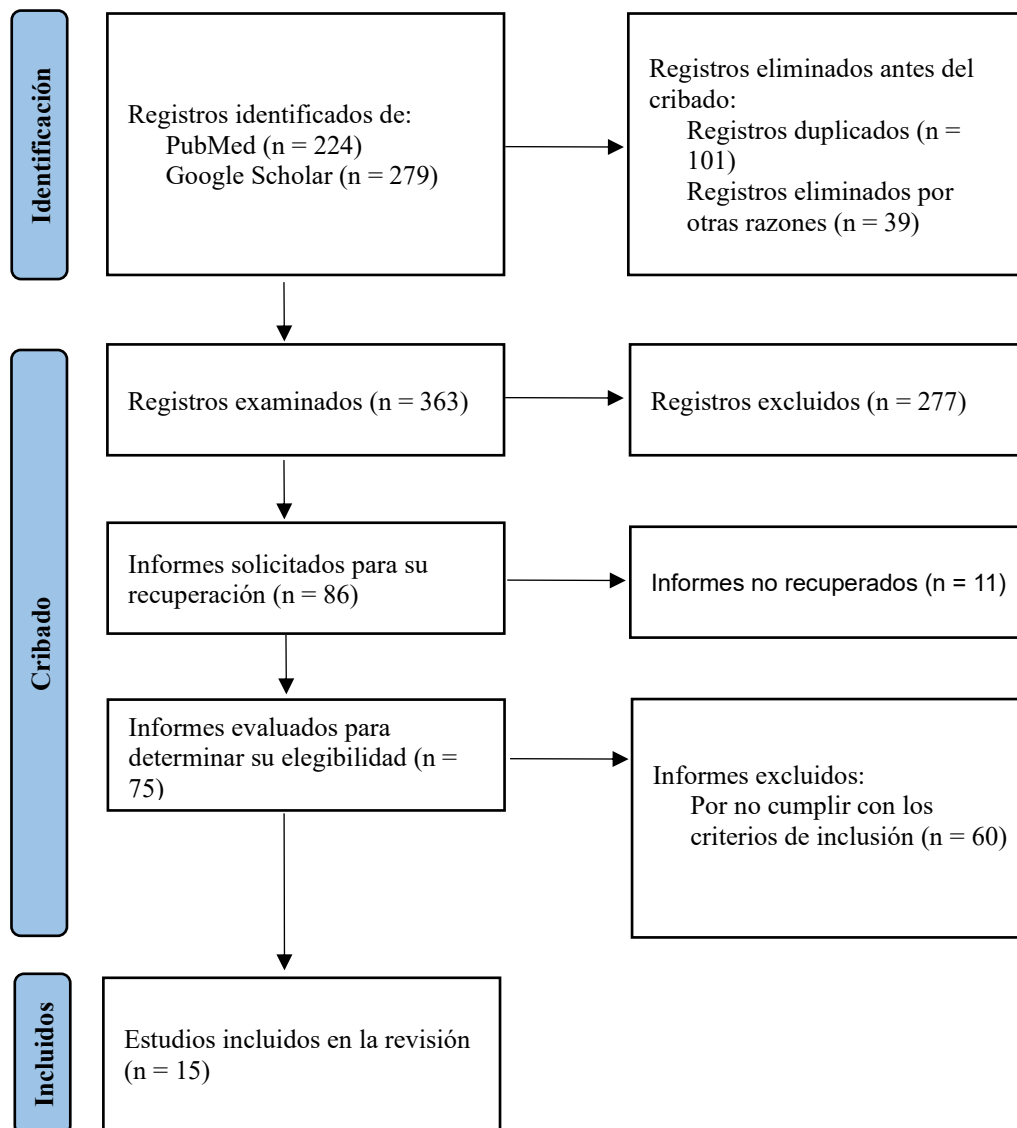 Identificación
Registros identificados de:
PubMed (n = 224)
Google Scholar (n = 279)
Registros eliminados antes del
cribado:
Registros duplicados (n =
101)
Registros eliminados por
otras razones (n = 39)
Cribado
Registros examinados (n = 363)
Registros excluidos (n = 277)
Informes solicitados para su
recuperación (n = 86)
Informes no recuperados (n = 11)
Informes evaluados para
determinar su elegibilidad (n =
75)
Informes excluidos:
Por no cumplir con los
criterios de inclusión (n = 60)
Incluidos
Estudios incluidos en la revisión
(n = 15)